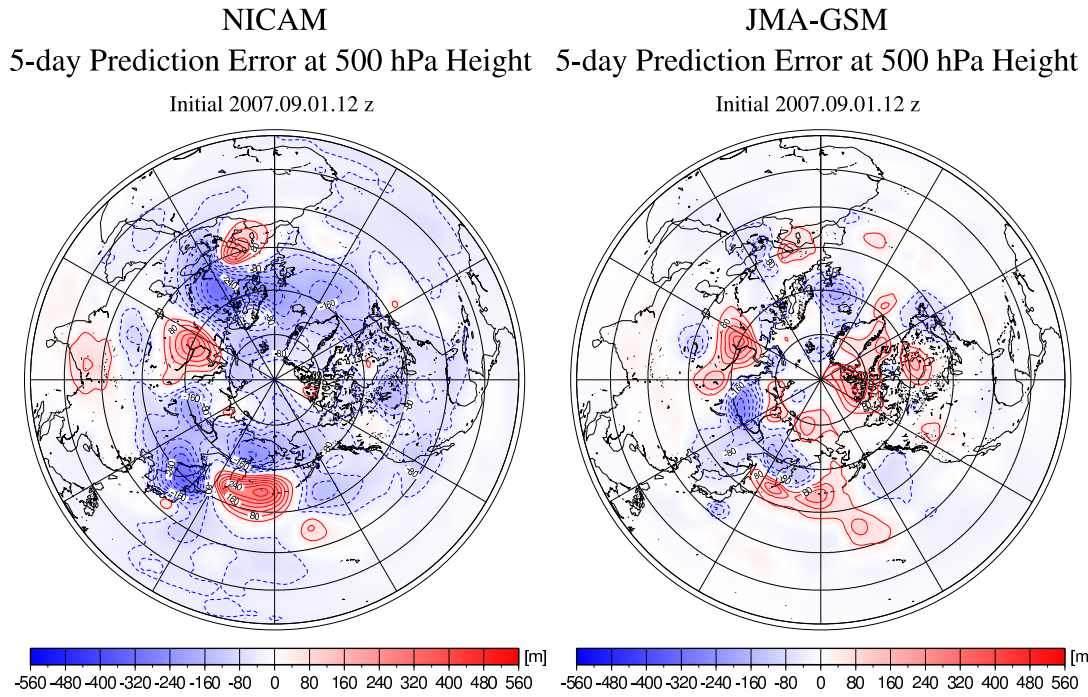 NICAM
5-day Prediction Error at 500 hPa Height
Initial 2007.09.01.12 z
-560 -480 -400 -320 -240 -160 -80 0 80 160 240 320 400 480 560 [m]
JMA-GSM
5-day Prediction Error at 500 hPa Height
Initial 2007.09.01.12 z
-560 -480 -400 -320 -240 -160 -80 0 80 160 240 320 400 480 560 [m]